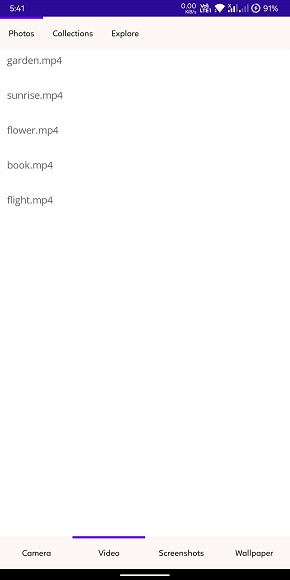 5:41 0.00 KB/S Vo LTE1 91%
Photos Collections Explore
garden.mp4
sunrise.mp4
flower.mp4
book.mp4
flight.mp4
Camera Video Screenshots Wallpaper